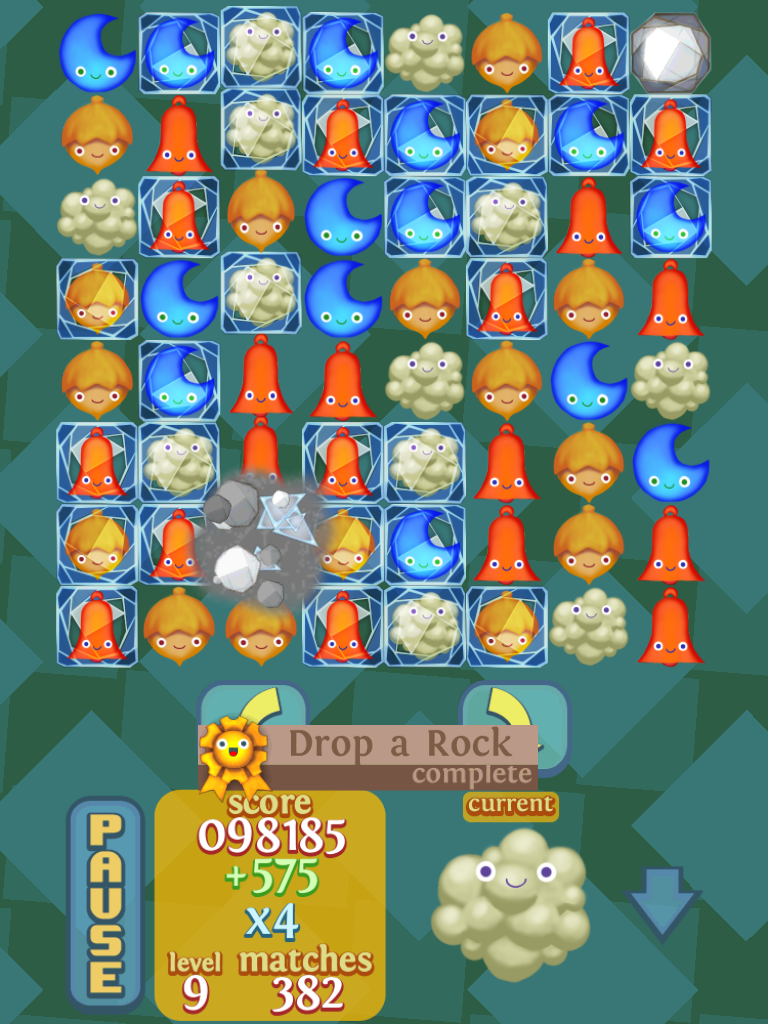 Drop a Rock
complete
score
098185
+575
x4
level
9
matches
382
current
PAUSE